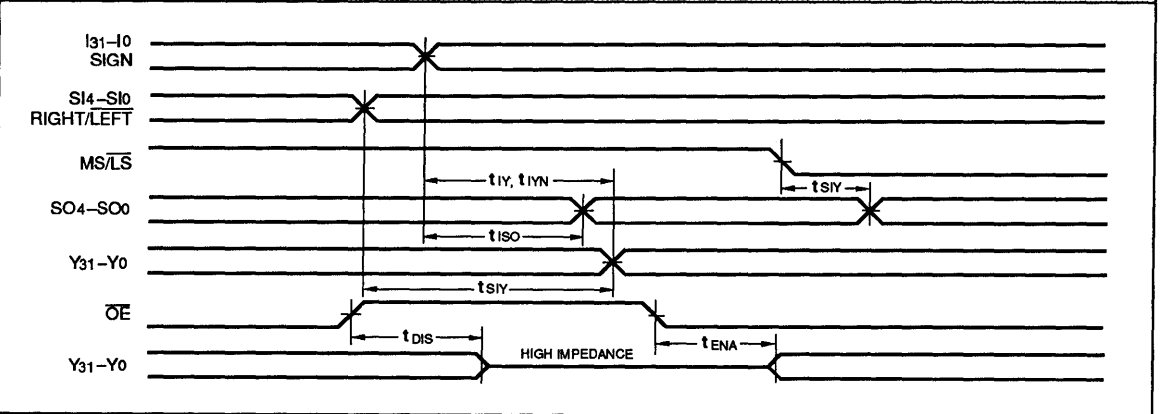 I31–I0
SIGN
SI4–SI0
RIGHT/LEFT
MS/LS
tIY, tIYN
tSIY
SO4–SO0
tISO
Y31–Y0
tSIY
OE
tDIS
tENA
HIGH IMPEDANCE
Y31–Y0